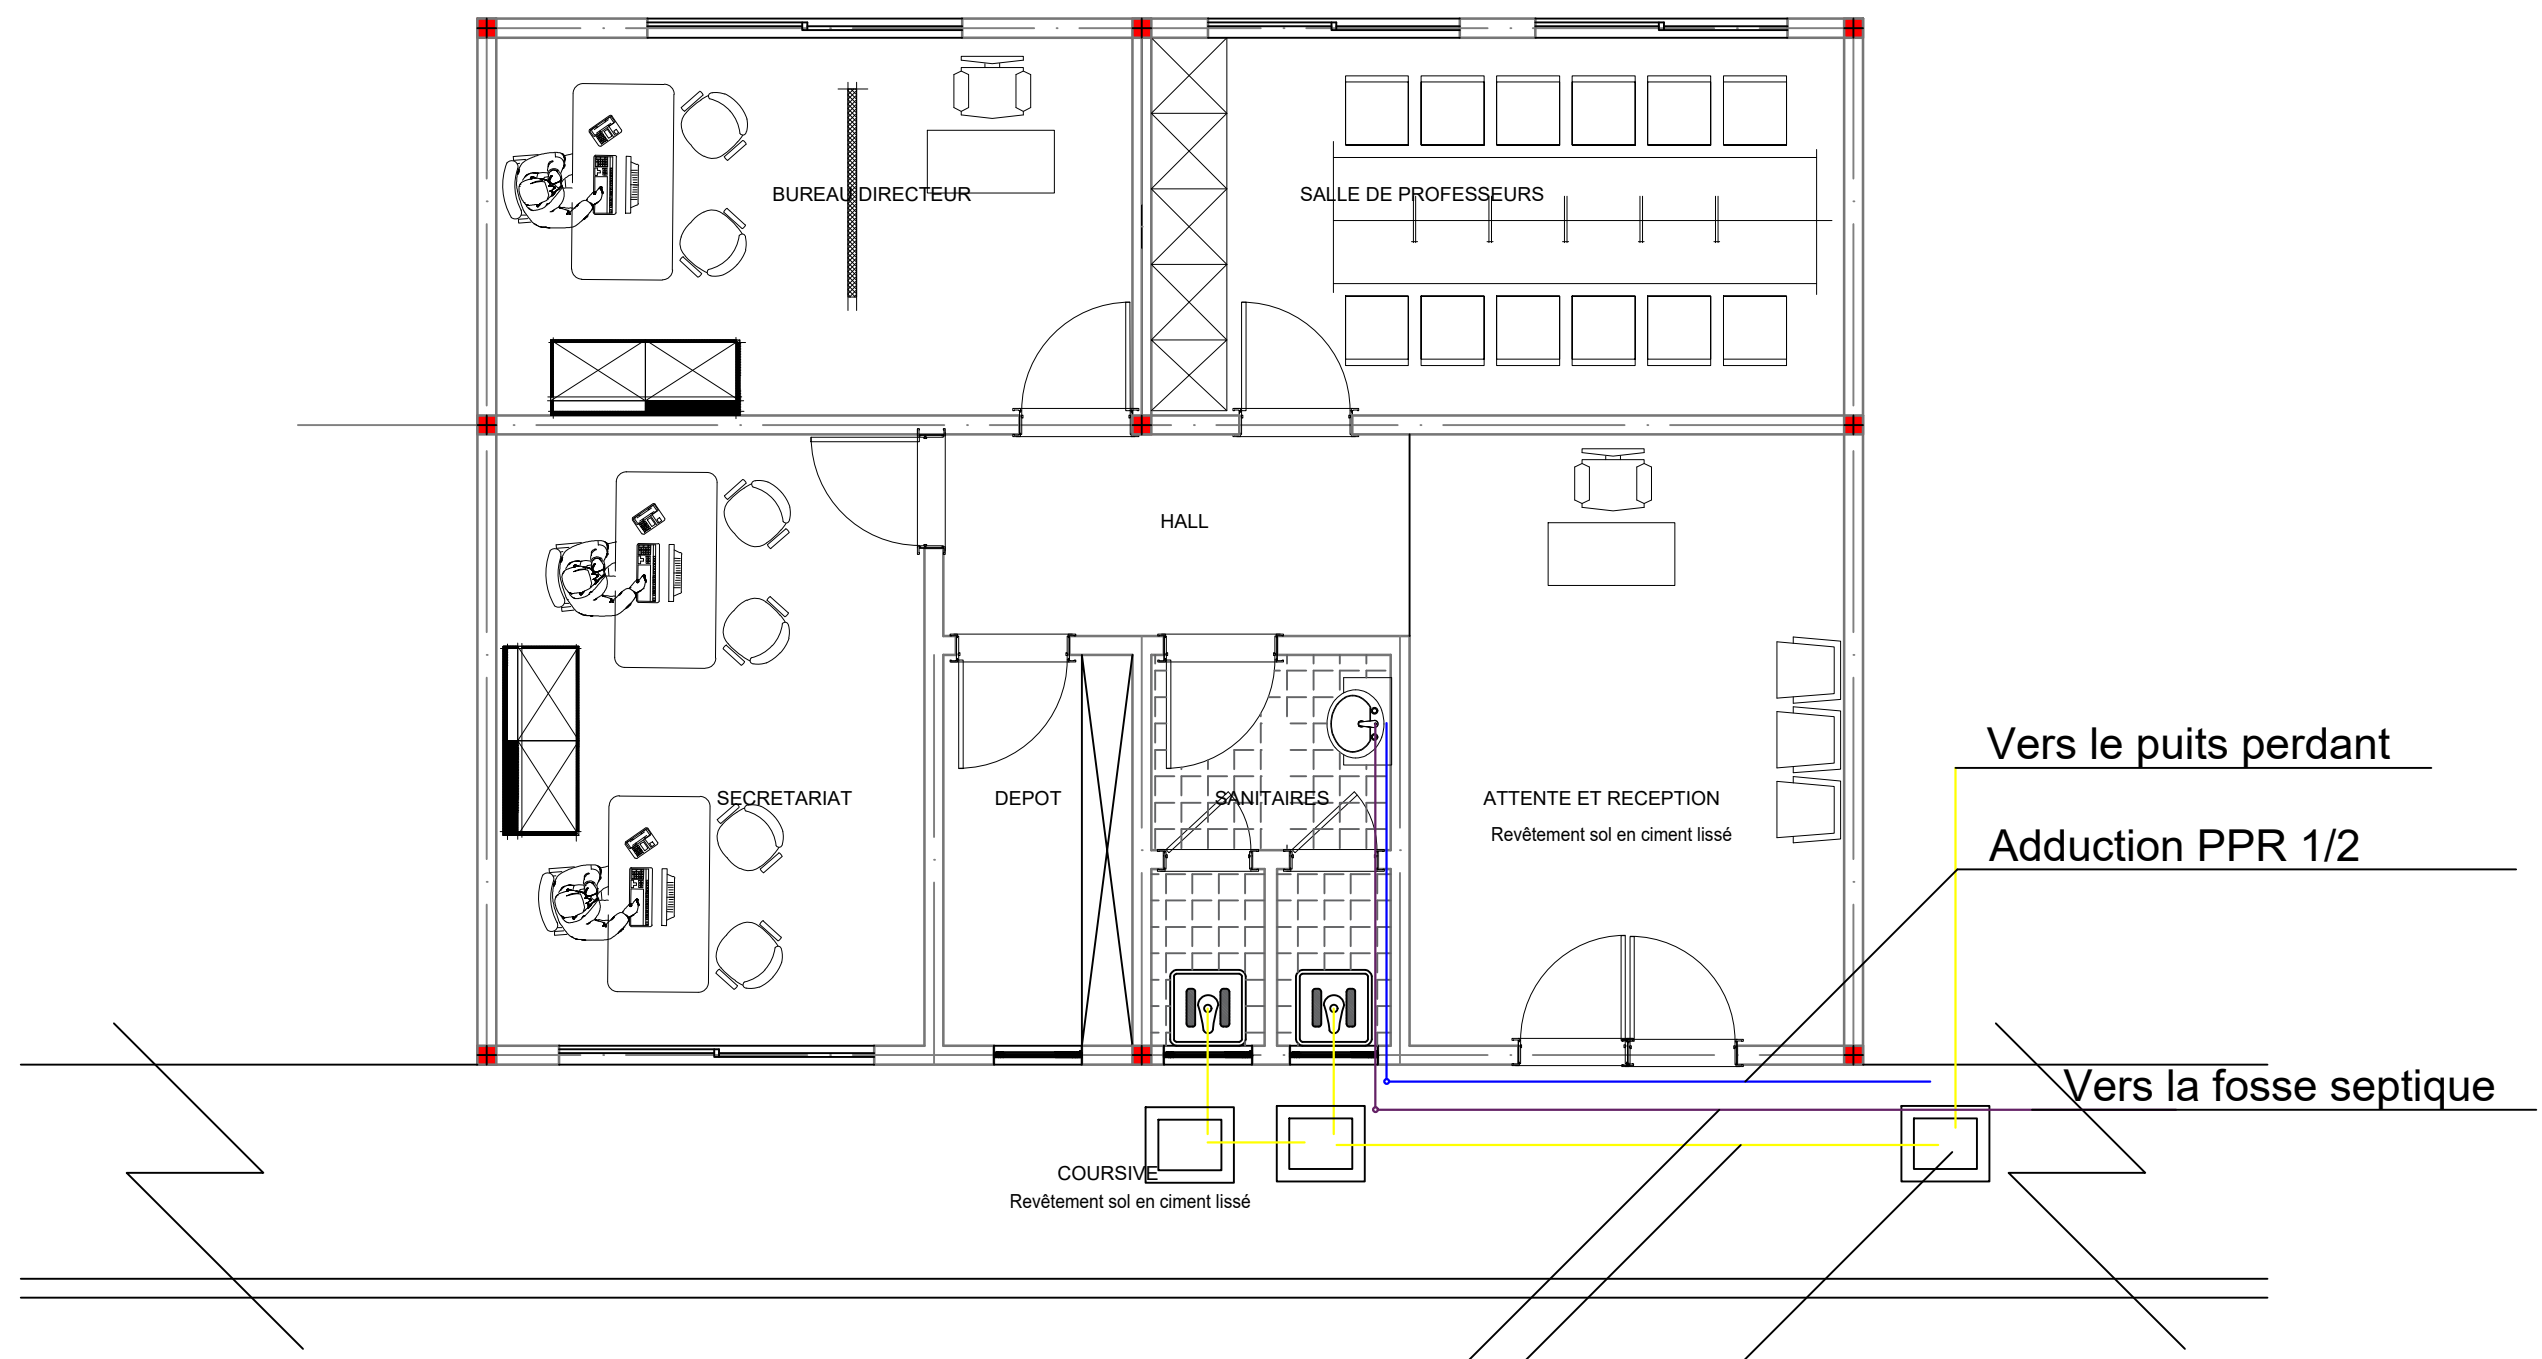 BUREAU DIRECTEUR
SALLE DE PROFESSEURS
HALL
SECRETARIAT
DEPOT
SANITAIRES
ATTENTE ET RECEPTION
Revêtement sol en ciment lissé
Vers le puits perdant
Adduction PPR 1/2
Vers la fosse septique
COURSIVE
Revêtement sol en ciment lissé